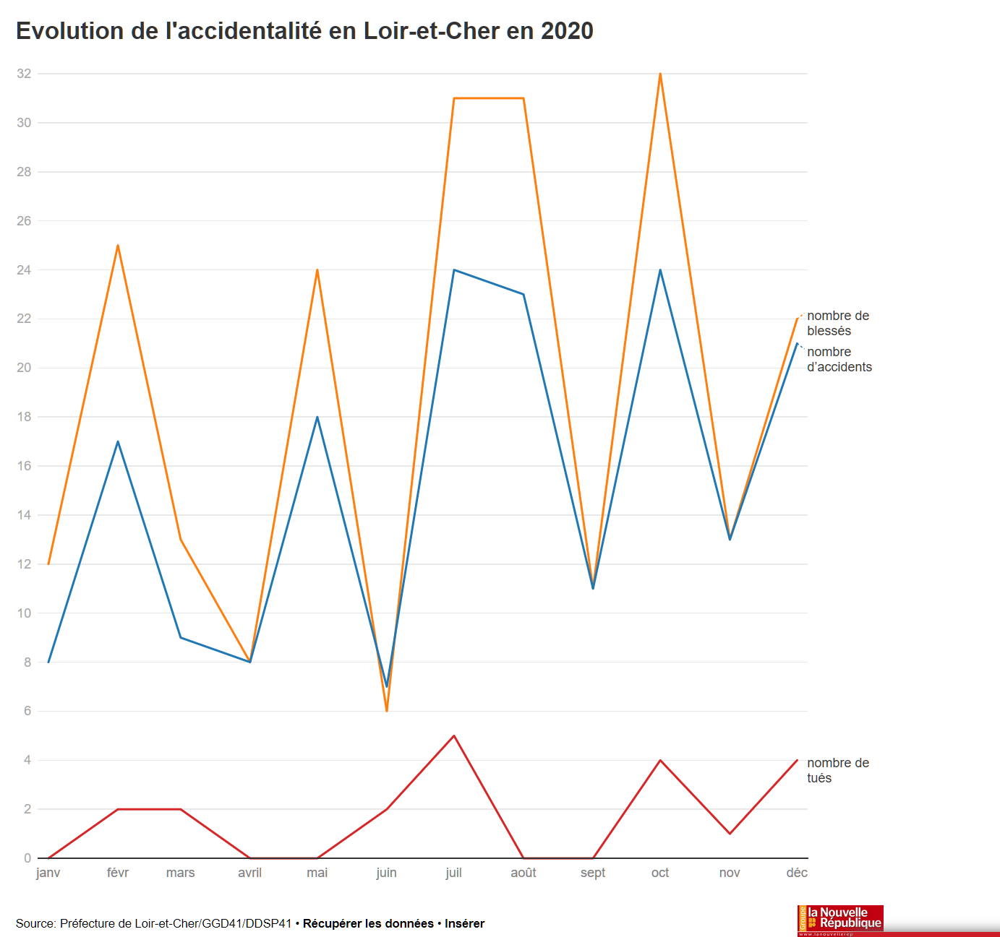 Evolution de l'accidentalité en Loir-et-Cher en 2020
32
30
28
26
24
22
20
18
16
14
12
10
8
6
4
2
0
nombre de
blessés
nombre
d'accidents
nombre de
tués
janv févr mars avril mai juin juil août sept oct nov déc
Source: Préfecture de Loir-et-Cher/GGD41/DDSP41 • Récupérer les données • Insérer
Groupe
la Nouvelle
République
www.lanouvellerep